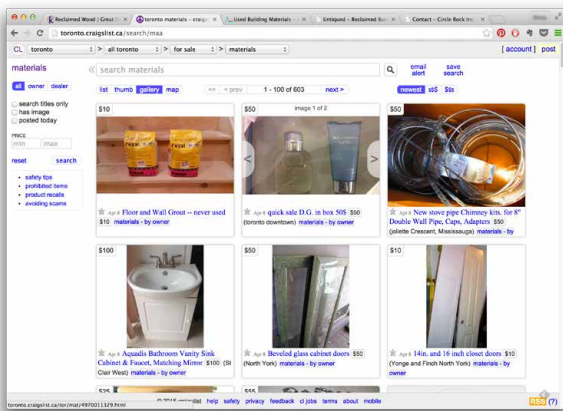 Reclaimed Wood | Great S
toronto materials - craigs
Used Building Materials -
Untiqued - Reclaimed Bar
Contact - Circle Rock Inc.
toronto.craigslist.ca/search/maa
CL toronto > all toronto > for sale > materials
[ account ] post
materials
search materials
email alert
save search
all owner dealer
list thumb gallery map
<< < prev 1 - 100 of 603 next >
newest $$$ $$s
search titles only
has image
posted today
PRICE
min max
reset search
safety tips
prohibited items
product recalls
avoiding scams
$10
royal
royal
Apr 8 Floor and Wall Grout -- never used
$10 materials - by owner
$50
image 1 of 2
< >
Apr 8 quick sale D.G. in box 50$ $50
(toronto downtown) materials - by owner
$50
Apr 8 New stove pipe Chimney kits. for 8"
Double Wall Pipe, Caps, Adapters $50
(joliette Crescent, Mississauga) materials - by
$100
Apr 8 Aquadis Bathroom Vanity Sink
Cabinet & Faucet, Matching Mirror $100 (St
Clair West) materials - by owner
$50
Apr 8 Beveled glass cabinet doors $50
(North York) materials - by owner
$10
Apr 8 14in. and 16 inch closet doors $10
(Yonge and Finch North York) materials - by
owner
$25
$55
toronto.craigslist.ca/tor/mat/4970011329.html
© 2015 craigslist help safety privacy feedback cl jobs terms about mobile
RSS (?)